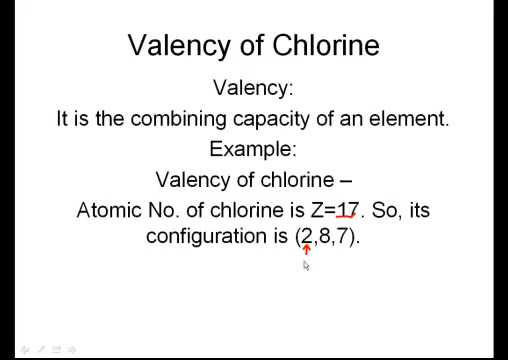 Valency of Chlorine
Valency:
It is the combining capacity of an element.
Example:
Valency of chlorine –
Atomic No. of chlorine is Z=17. So, its
configuration is (2,8,7).